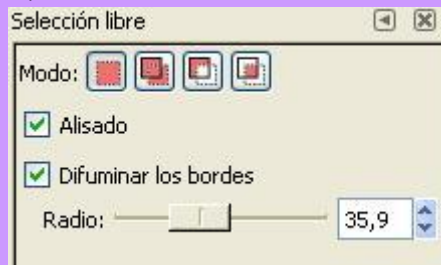 Selección libre
Modo:
Alisado
Difuminar los bordes
Radio: 35,9